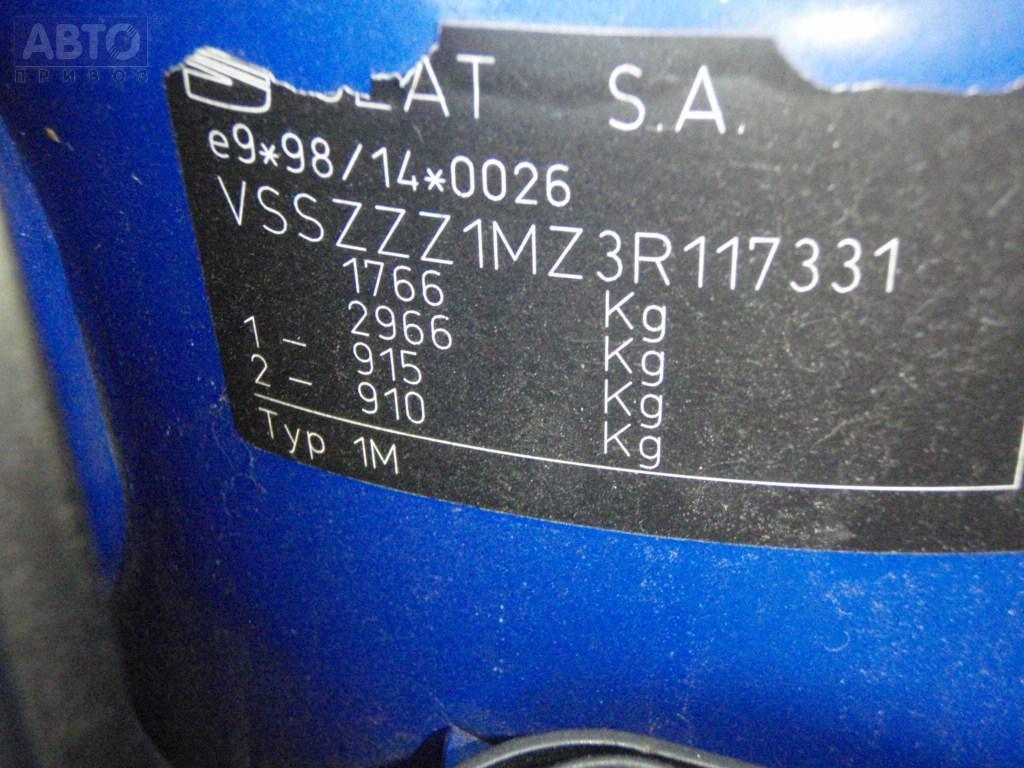 АВТО
ПРИВОЗ
SEAT S.A.
e9*98/14*0026
VSSZZZ1MZ3R117331
1766 Kg
2966 Kg
1 - 915 Kg
2 - 910 Kg
Typ 1M